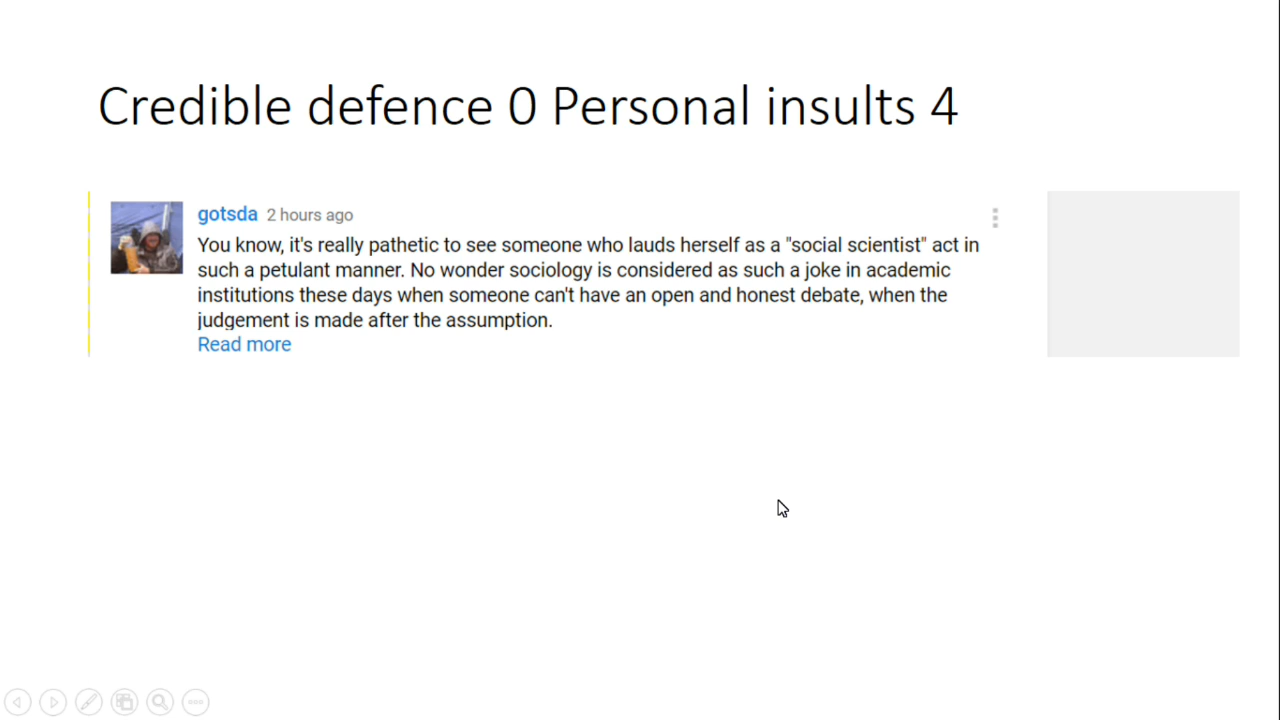 Credible defence 0 Personal insults 4
gotsda 2 hours ago
You know, it's really pathetic to see someone who lauds herself as a "social scientist" act in
such a petulant manner. No wonder sociology is considered as such a joke in academic
institutions these days when someone can't have an open and honest debate, when the
judgement is made after the assumption.
Read more